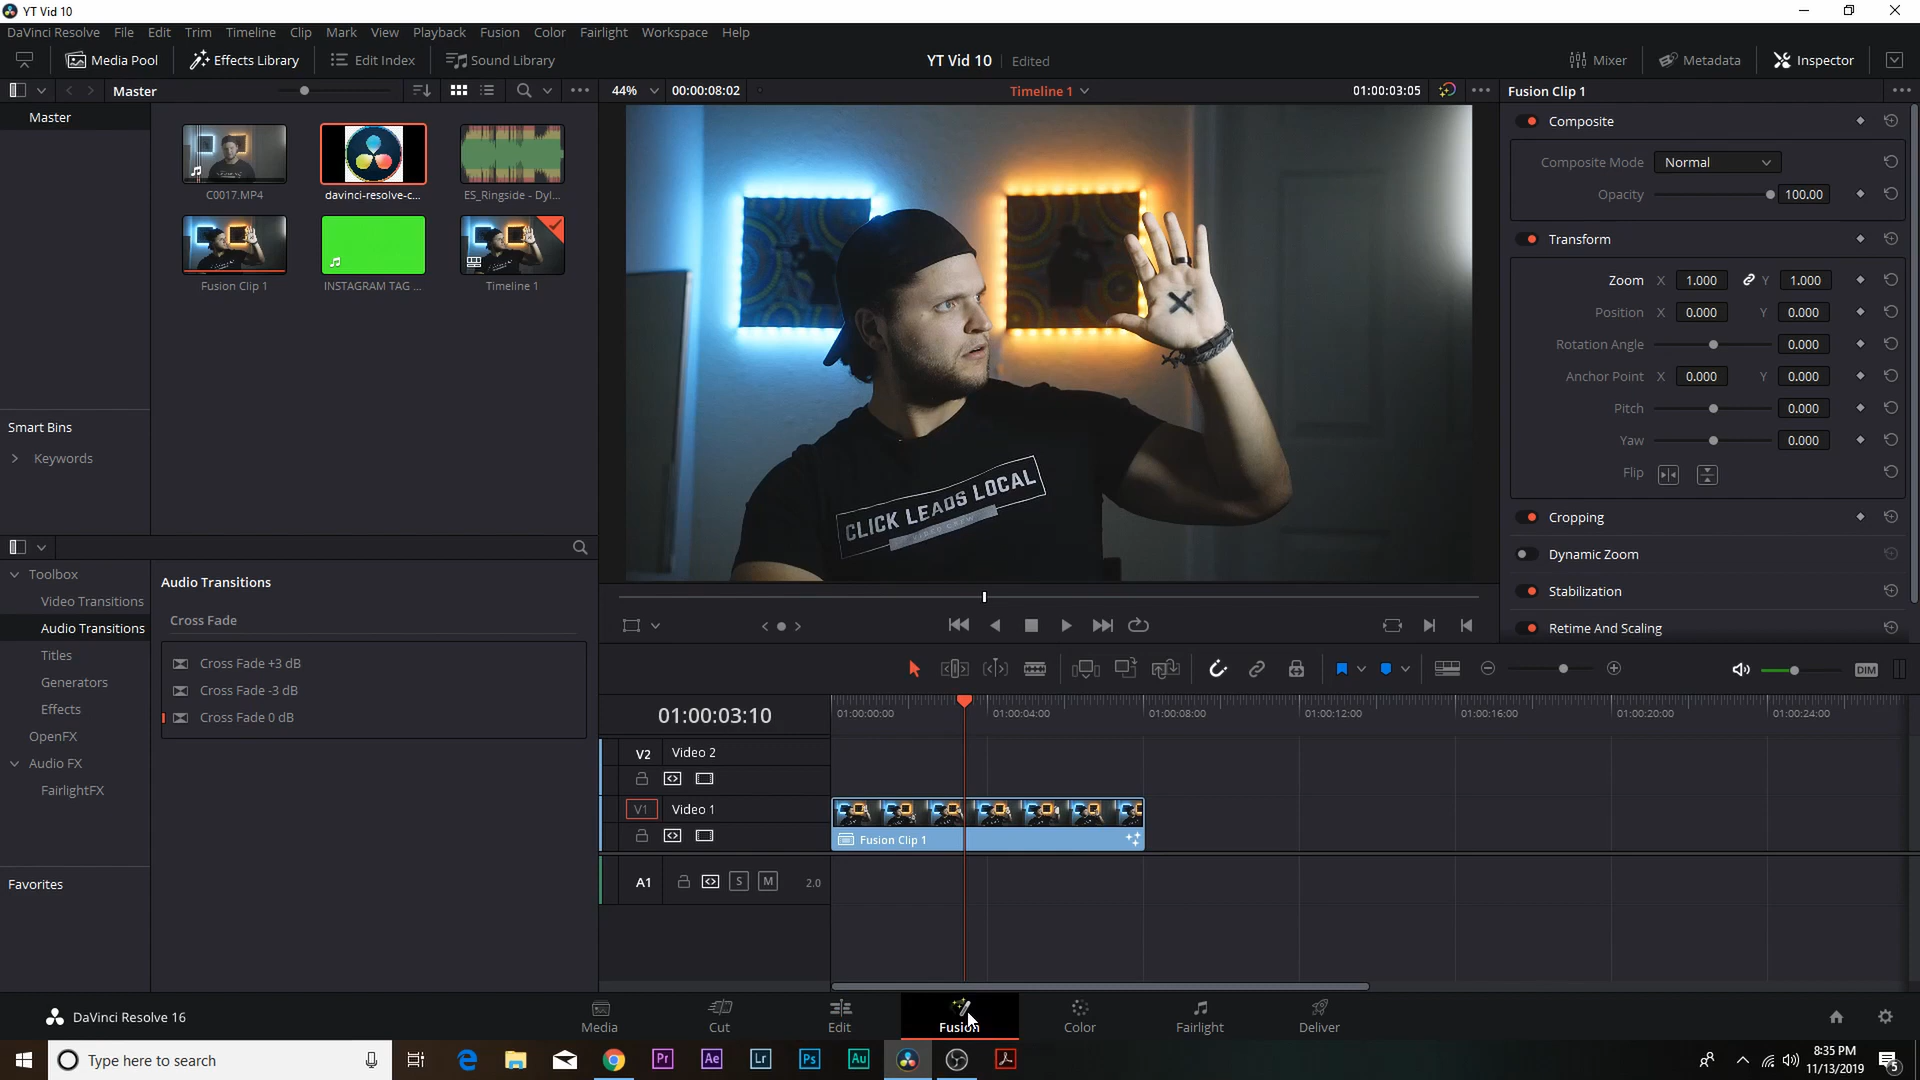 YT Vid 10
DaVinci Resolve File Edit Trim Timeline Clip Mark View Playback Fusion Color Fairlight Workspace Help
Media Pool Effects Library Edit Index Sound Library YT Vid 10 Edited Mixer Metadata Inspector
Master 44% 00:00:08:02 Timeline 1 01:00:03:05 Fusion Clip 1
Master
C0017.MP4 davinci-resolve-c... ES_Ringside - Dyl...
Fusion Clip 1 INSTAGRAM TAG ... Timeline 1
Smart Bins
Keywords
CLICK LEADS LOCAL
Composite
Composite Mode Normal
Opacity 100.00
Transform
Zoom X 1.000 Y 1.000
Position X 0.000 Y 0.000
Rotation Angle 0.000
Anchor Point X 0.000 Y 0.000
Pitch 0.000
Yaw 0.000
Flip
Cropping
Dynamic Zoom
Stabilization
Retime And Scaling
Toolbox
Video Transitions
Audio Transitions
Titles
Generators
Effects
OpenFX
Audio FX
FairlightFX
Favorites
Audio Transitions
Cross Fade
Cross Fade +3 dB
Cross Fade -3 dB
Cross Fade 0 dB
DIM
01:00:03:10 01:00:00:00 01:00:04:00 01:00:08:00 01:00:12:00 01:00:16:00 01:00:20:00 01:00:24:00
V2 Video 2
V1 Video 1
Fusion Clip 1
A1 S M 2.0
DaVinci Resolve 16 Media Cut Edit Fusion Color Fairlight Deliver
Type here to search Pr Ae Lr Ps Au 8:35 PM
11/13/2019 5